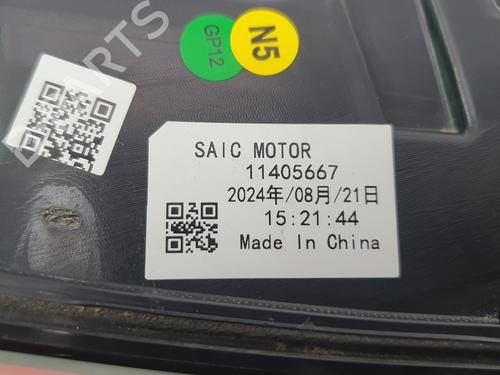 PARTS
GP12
N5
SAIC MOTOR
11405667
2024年/08月/21日
15:21:44
Made In China